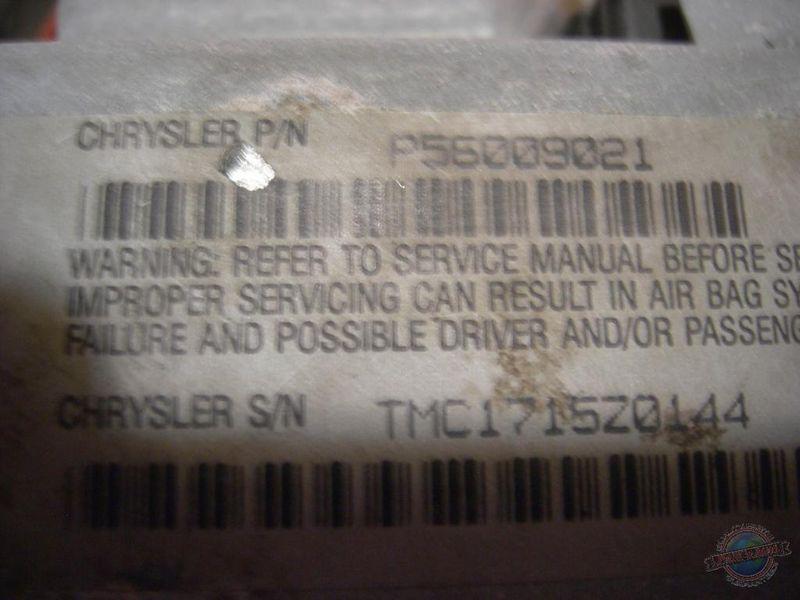 CHRYSLER P/N P56009021
WARNING: REFER TO SERVICE MANUAL BEFORE SE
IMPROPER SERVICING CAN RESULT IN AIR BAG SY
FAILURE AND POSSIBLE DRIVER AND/OR PASSENG
CHRYSLER S/N TMC1715Z0144